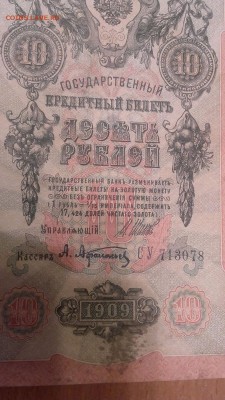 10 10
ГОСУДАРСТВЕННЫЙ
КРЕДИТНЫЙ БИЛЕТЪ
ДЕСЯТЬ
РУБЛЕЙ
ГОСУДАРСТВЕННЫЙ БАНКЪ РАЗМѢНИВАЕТЪ
КРЕДИТНЫЕ БИЛЕТЫ НА ЗОЛОТУЮ МОНЕТУ
БЕЗЪ ОГРАНИЧЕНІЯ СУММЫ
(1 РУБЛЬ = 1/15 ИМПЕРІАЛА, СОДЕРЖИТЪ
17,424 ДОЛЕЙ ЧИСТАГО ЗОЛОТА)
Управляющій
Кассиръ СУ 713078
1909